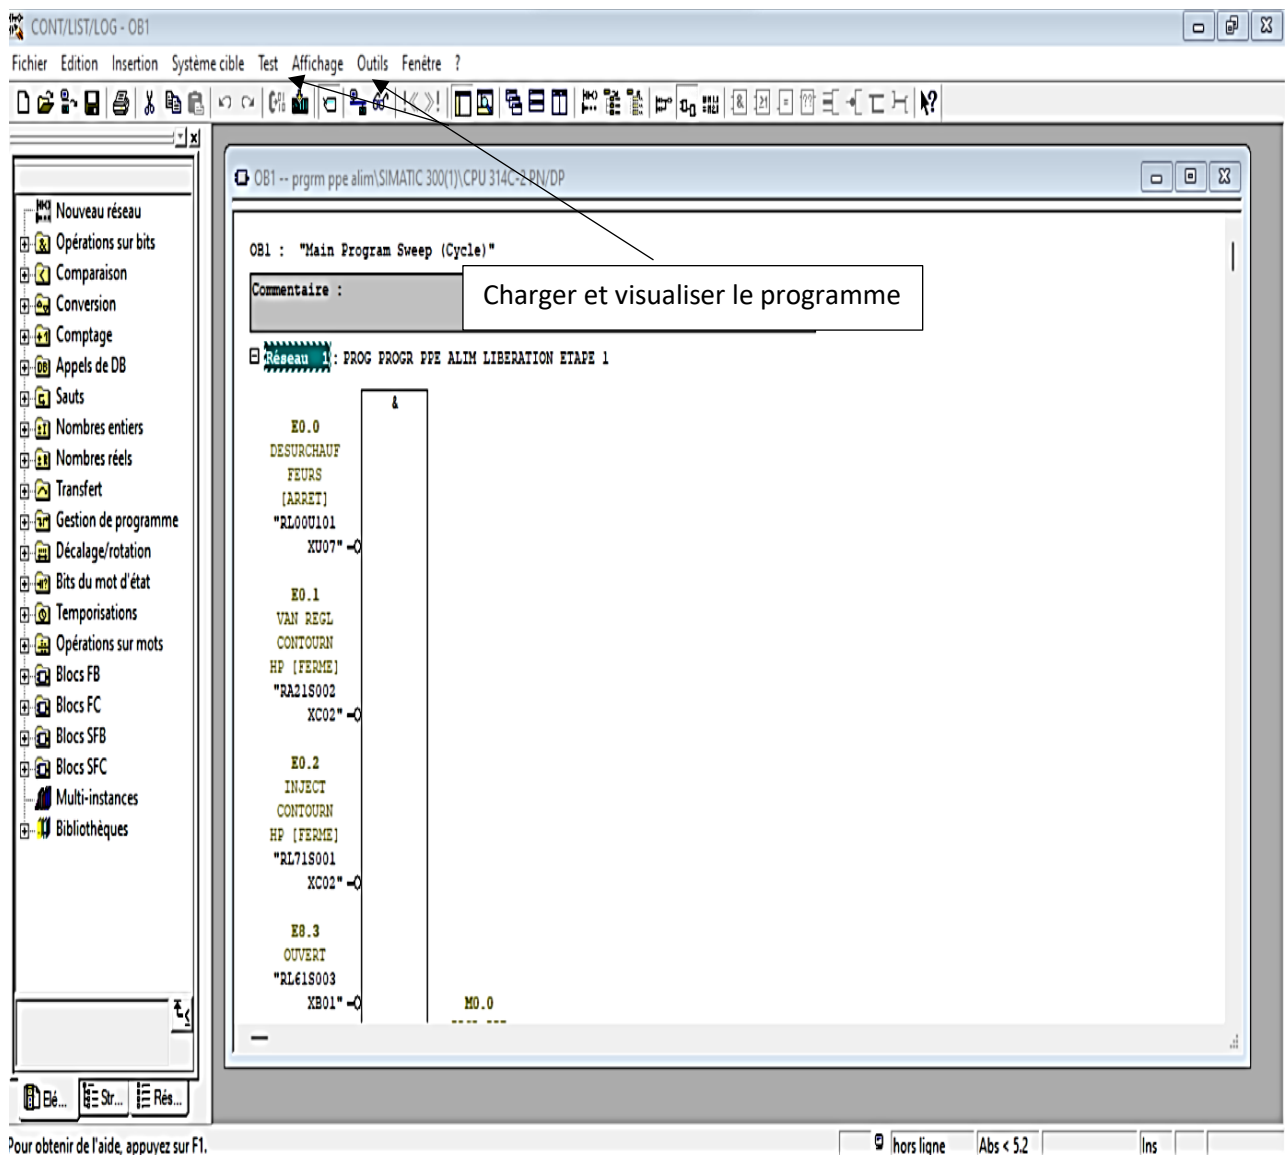 CONT/LIST/LOG - OB1
Fichier Edition Insertion Système cible Test Affichage Outils Fenêtre ?
OB1 -- prgrm ppe alim\SIMATIC 300(1)\CPU 314C-2 PN/DP
Nouveau réseau
Opérations sur bits
Comparaison
Conversion
Comptage
Appels de DB
Sauts
Nombres entiers
Nombres réels
Transfert
Gestion de programme
Décalage/rotation
Bits du mot d'état
Temporisations
Opérations sur mots
Blocs FB
Blocs FC
Blocs SFB
Blocs SFC
Multi-instances
Bibliothèques
Elé... Str... Rés...
OB1 : "Main Program Sweep (Cycle)"
Commentaire :
Charger et visualiser le programme
Réseau 1 : PROG PROGR PPE ALIM LIBERATION ETAPE 1
&
E0.0
DESURCHAUF
FEURS
[ARRET]
"RL00U101
XU07"
E0.1
VAN REGL
CONTOURN
HP [FERME]
"RA21S002
XC02"
E0.2
INJECT
CONTOURN
HP [FERME]
"RL71S001
XC02"
E8.3
OUVERT
"RL61S003
XB01"
M0.0
Pour obtenir de l'aide, appuyez sur F1.
hors ligne Abs < 5.2 Ins